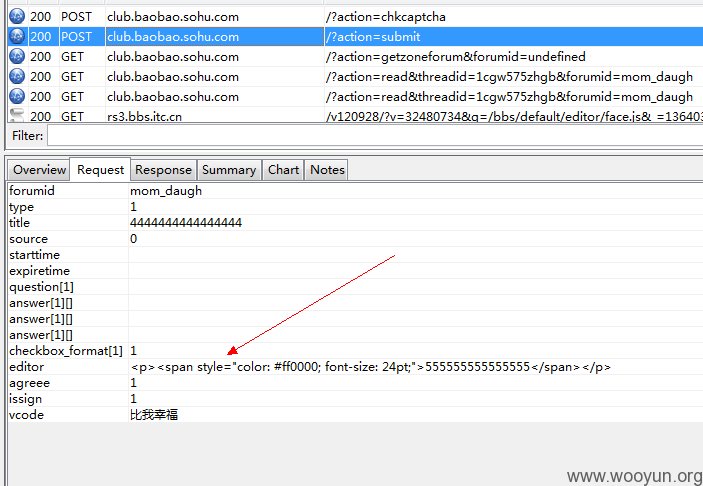 200 POST club.baobao.sohu.com /?action=chkcaptcha
200 POST club.baobao.sohu.com /?action=submit
200 GET club.baobao.sohu.com /?action=getzoneforum&forumid=undefined
200 GET club.baobao.sohu.com /?action=read&threadid=1cgw575zhgb&forumid=mom_daugh
200 GET club.baobao.sohu.com /?action=read&threadid=1cgw575zhgb&forumid=mom_daugh
200 GET rs3.bbs.itc.cn /v120928/?v=32480734&g=/bbs/default/editor/face.js&_=136403
Filter:
Overview Request Response Summary Chart Notes
forumid mom_daugh
type 1
title 4444444444444444
source 0
starttime
expiretime
question[1]
answer[1][]
answer[1][]
answer[1][]
checkbox_format[1] 1
editor <p><span style="color: #ff0000; font-size: 24pt;">555555555555555</span></p>
agreee 1
issign 1
vcode 比我幸福
www.wooyun.org